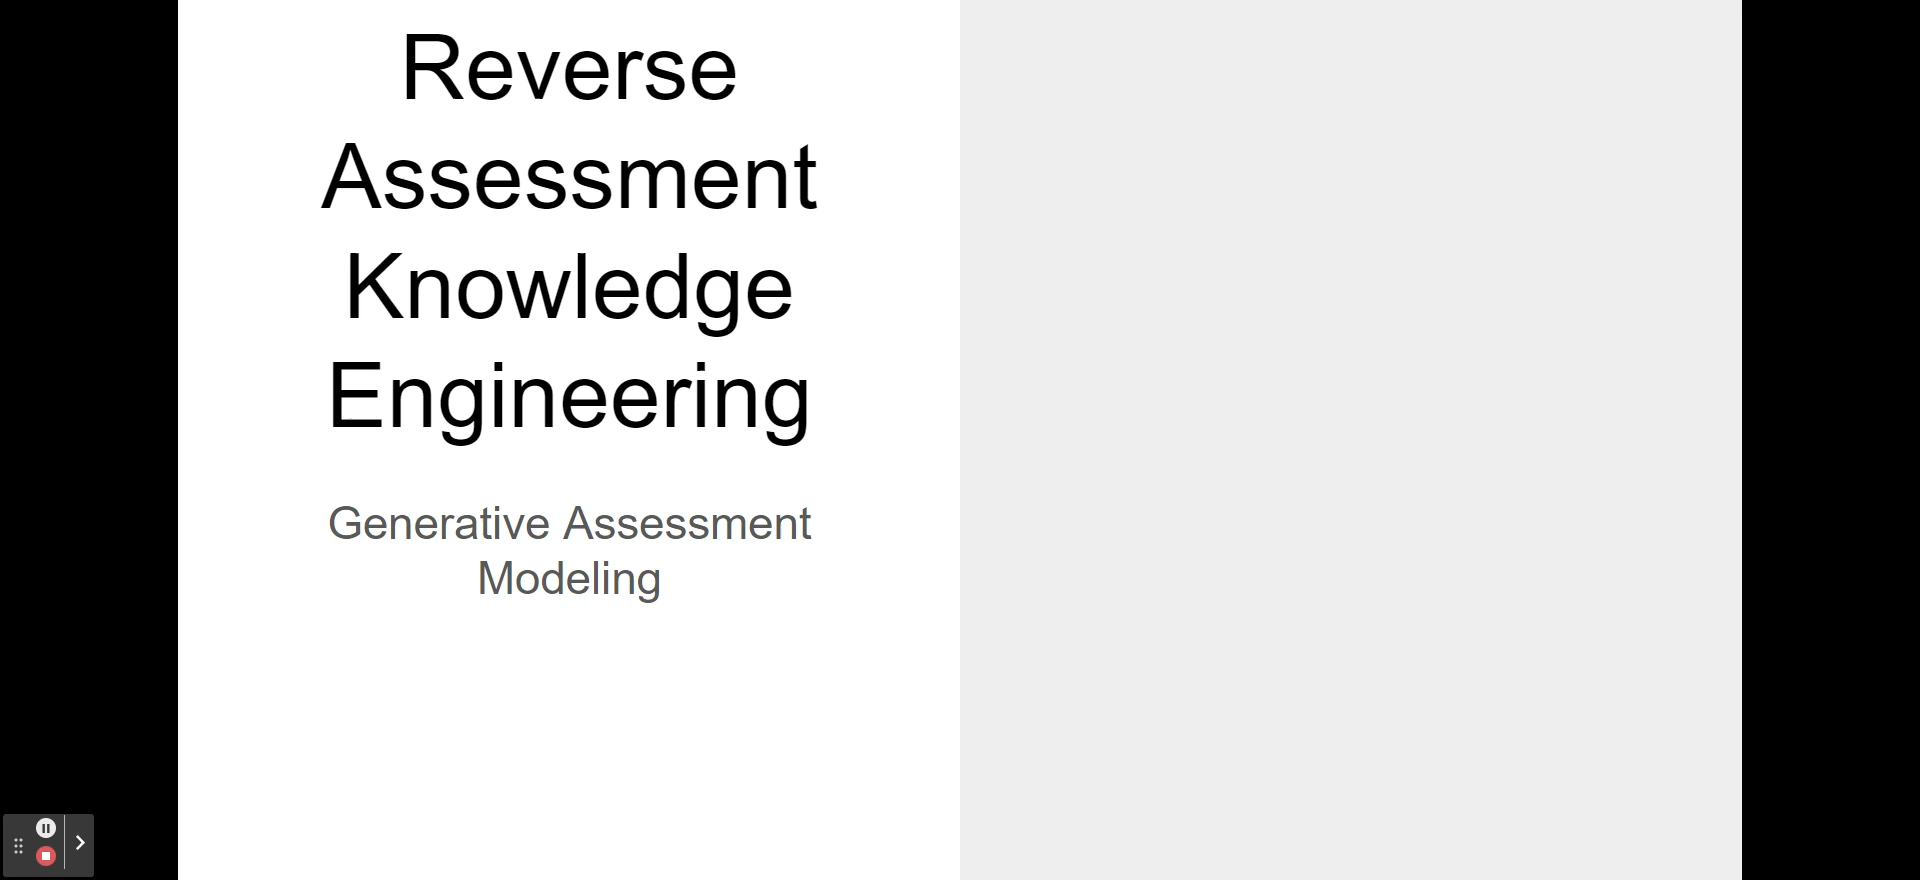 Reverse
Assessment
Knowledge
Engineering
Generative Assessment
Modeling